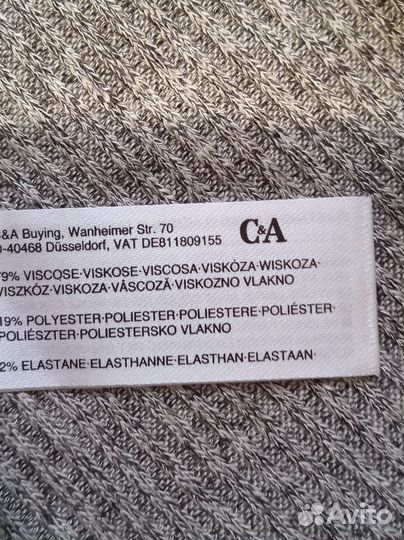 &A Buying, Wanheimer Str. 70
-40468 Düsseldorf, VAT DE811809155
C&A
79% VISCOSE·VISKOSE·VISCOSA·VISKÓZA·WISKOZA·
VISZKÓZ·VISKOZA·VÂSCOZĂ·VISKOZNO VLAKNO
19% POLYESTER·POLIESTER·POLIESTERE·POLIÉSTER·
POLIÉSZTER·POLIESTERSKO VLAKNO
2% ELASTANE·ELASTHANNE·ELASTHAN·ELASTAAN·
Avito